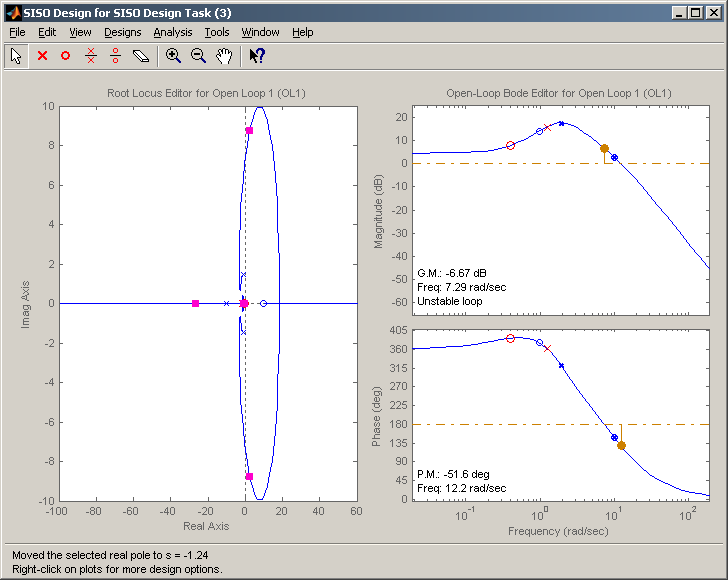 SISO Design for SISO Design Task (3)
File Edit View Designs Analysis Tools Window Help
Root Locus Editor for Open Loop 1 (OL1)
10
8
6
4
2
0
-2
-4
-6
-8
-10
Imag Axis
-100 -80 -60 -40 -20 0 20 40 60
Real Axis
Open-Loop Bode Editor for Open Loop 1 (OL1)
20
10
0
-10
-20
-30
-40
-50
-60
Magnitude (dB)
G.M.: -6.67 dB
Freq: 7.29 rad/sec
Unstable loop
405
360
315
270
225
180
135
90
45
0
Phase (deg)
P.M.: -51.6 deg
Freq: 12.2 rad/sec
10^-1 10^0 10^1 10^2
Frequency (rad/sec)
Moved the selected real pole to s = -1.24
Right-click on plots for more design options.